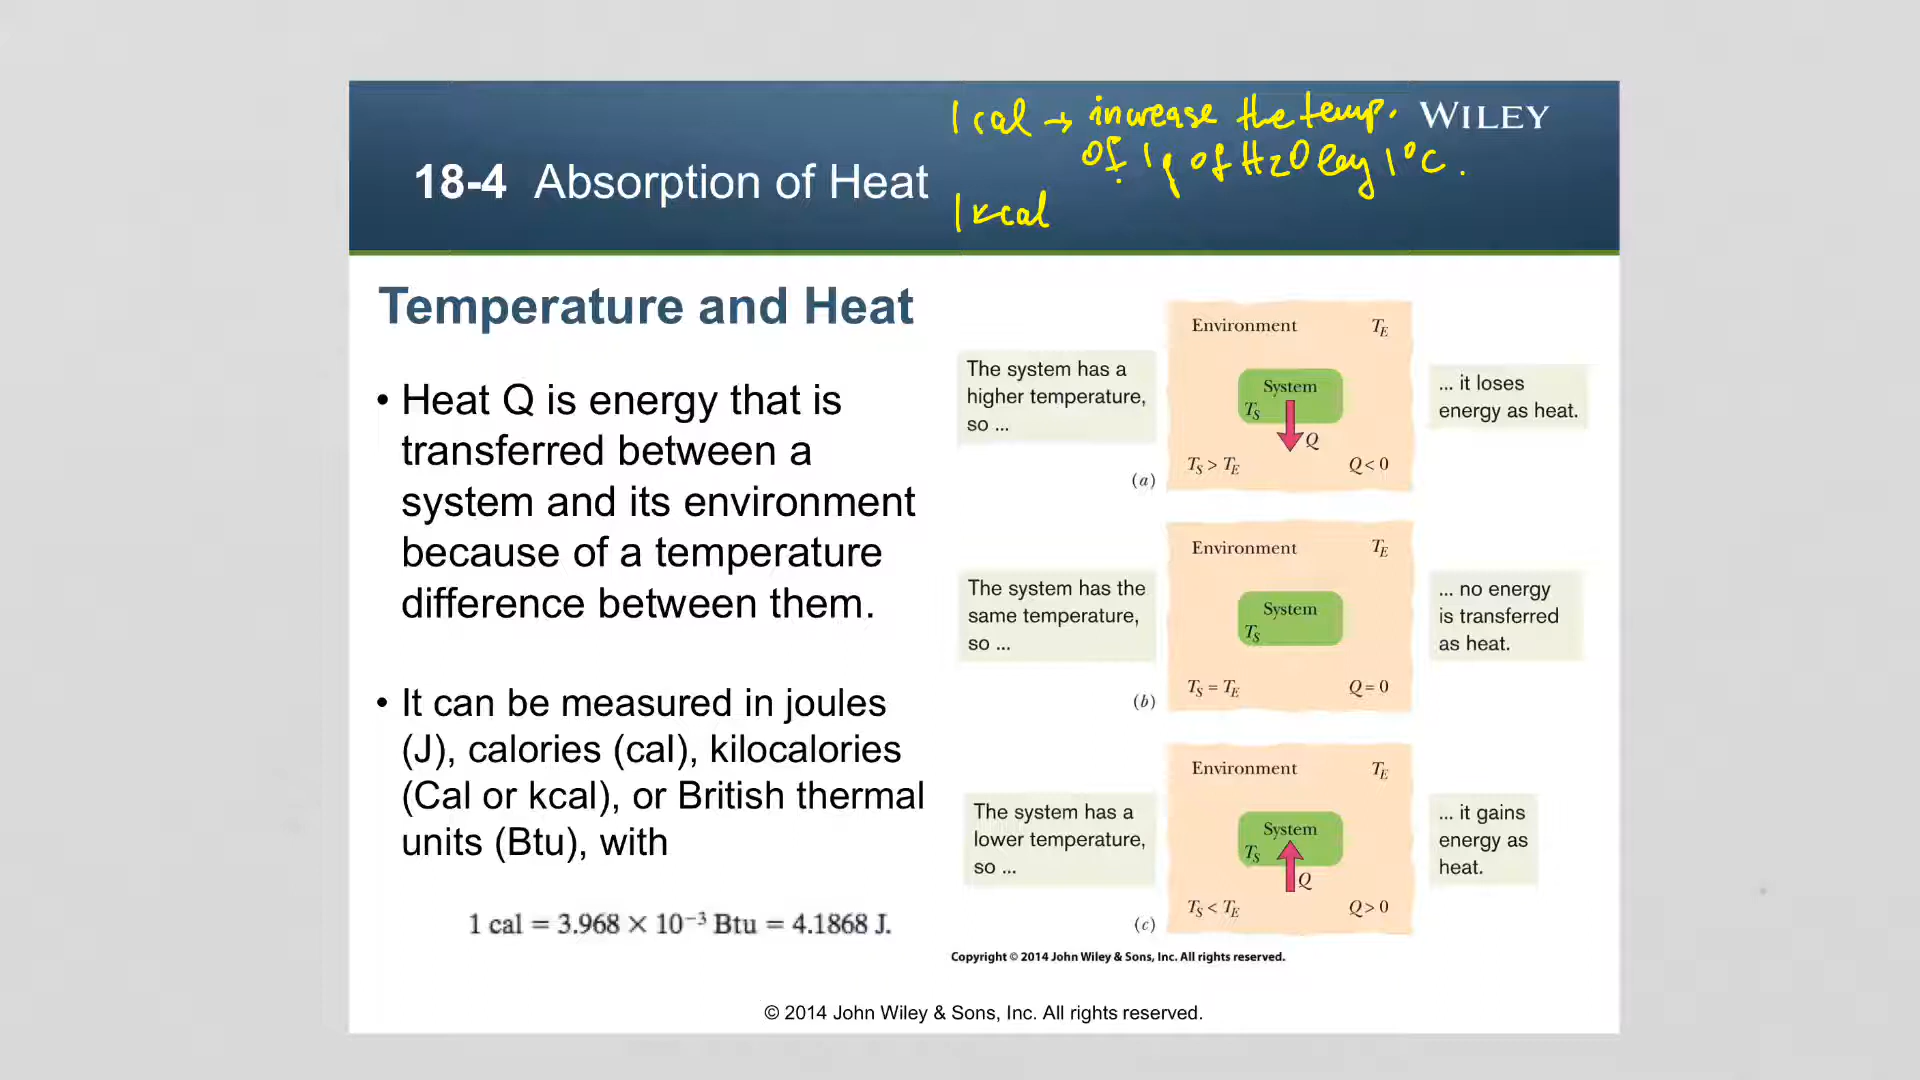 1 cal → increase the temp.
of 1g of H2O by 1°C.
1 kcal
WILEY
18-4 Absorption of Heat
Temperature and Heat
• Heat Q is energy that is
transferred between a
system and its environment
because of a temperature
difference between them.
• It can be measured in joules
(J), calories (cal), kilocalories
(Cal or kcal), or British thermal
units (Btu), with
1 cal = 3.968 × 10⁻³ Btu = 4.1868 J.
The system has a
higher temperature,
so ...
(a)
Environment T_E
System
T_S
Q
T_S > T_E Q < 0
... it loses
energy as heat.
The system has the
same temperature,
so ...
(b)
Environment T_E
System
T_S
T_S = T_E Q = 0
... no energy
is transferred
as heat.
The system has a
lower temperature,
so ...
(c)
Environment T_E
System
T_S
Q
T_S < T_E Q > 0
... it gains
energy as
heat.
Copyright © 2014 John Wiley & Sons, Inc. All rights reserved.
© 2014 John Wiley & Sons, Inc. All rights reserved.